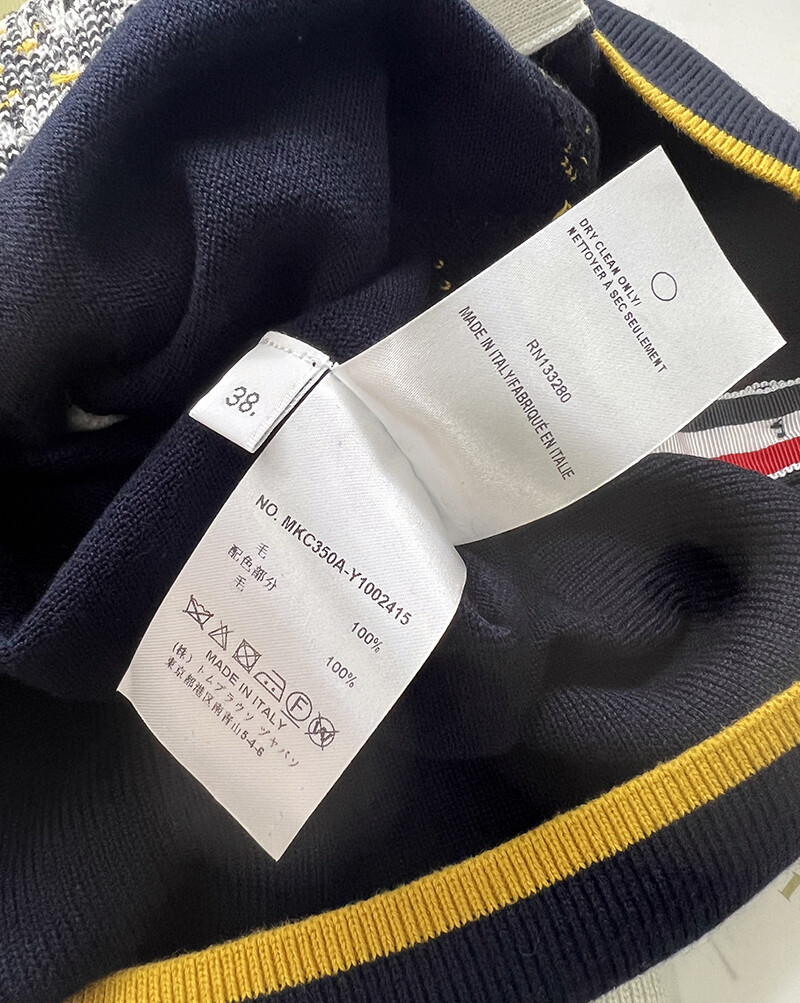 DRY CLEAN ONLY/
NETTOYER À SEC SEULEMENT
RN133280
MADE IN ITALY/FABRIQUÉ EN ITALIE
38.
NO. MKC350A-Y1002415
毛 100%
配色部分
毛 100%
F W
MADE IN ITALY
(株)トムブラウン ヅャパソ
東京都港区南青山5-4-6